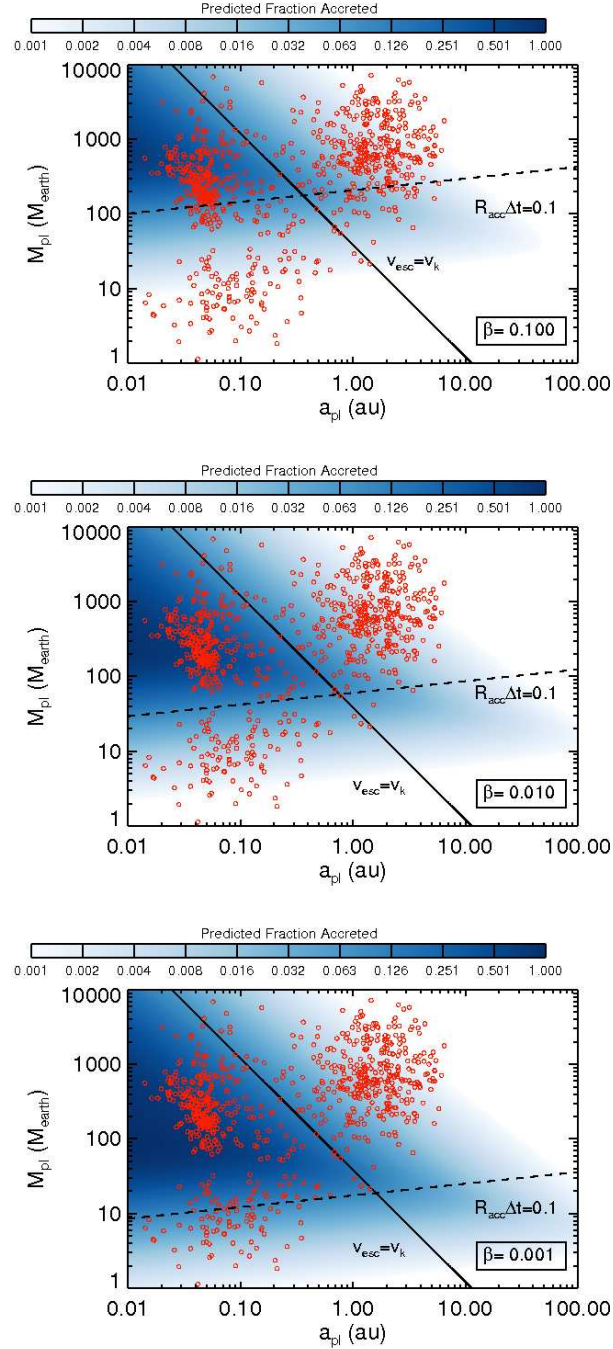 Predicted Fraction Accreted
0.001 0.002 0.004 0.008 0.016 0.032 0.063 0.126 0.251 0.501 1.000
10000
1000
100
10
1
M_pl (M_earth)
R_accΔt=0.1
v_esc=v_k
β= 0.100
0.01 0.10 1.00 10.00 100.00
a_pl (au)
Predicted Fraction Accreted
0.001 0.002 0.004 0.008 0.016 0.032 0.063 0.126 0.251 0.501 1.000
10000
1000
100
10
1
M_pl (M_earth)
R_accΔt=0.1
v_esc=v_k
β= 0.010
0.01 0.10 1.00 10.00 100.00
a_pl (au)
Predicted Fraction Accreted
0.001 0.002 0.004 0.008 0.016 0.032 0.063 0.126 0.251 0.501 1.000
10000
1000
100
10
1
M_pl (M_earth)
R_accΔt=0.1
v_esc=v_k
β= 0.001
0.01 0.10 1.00 10.00 100.00
a_pl (au)